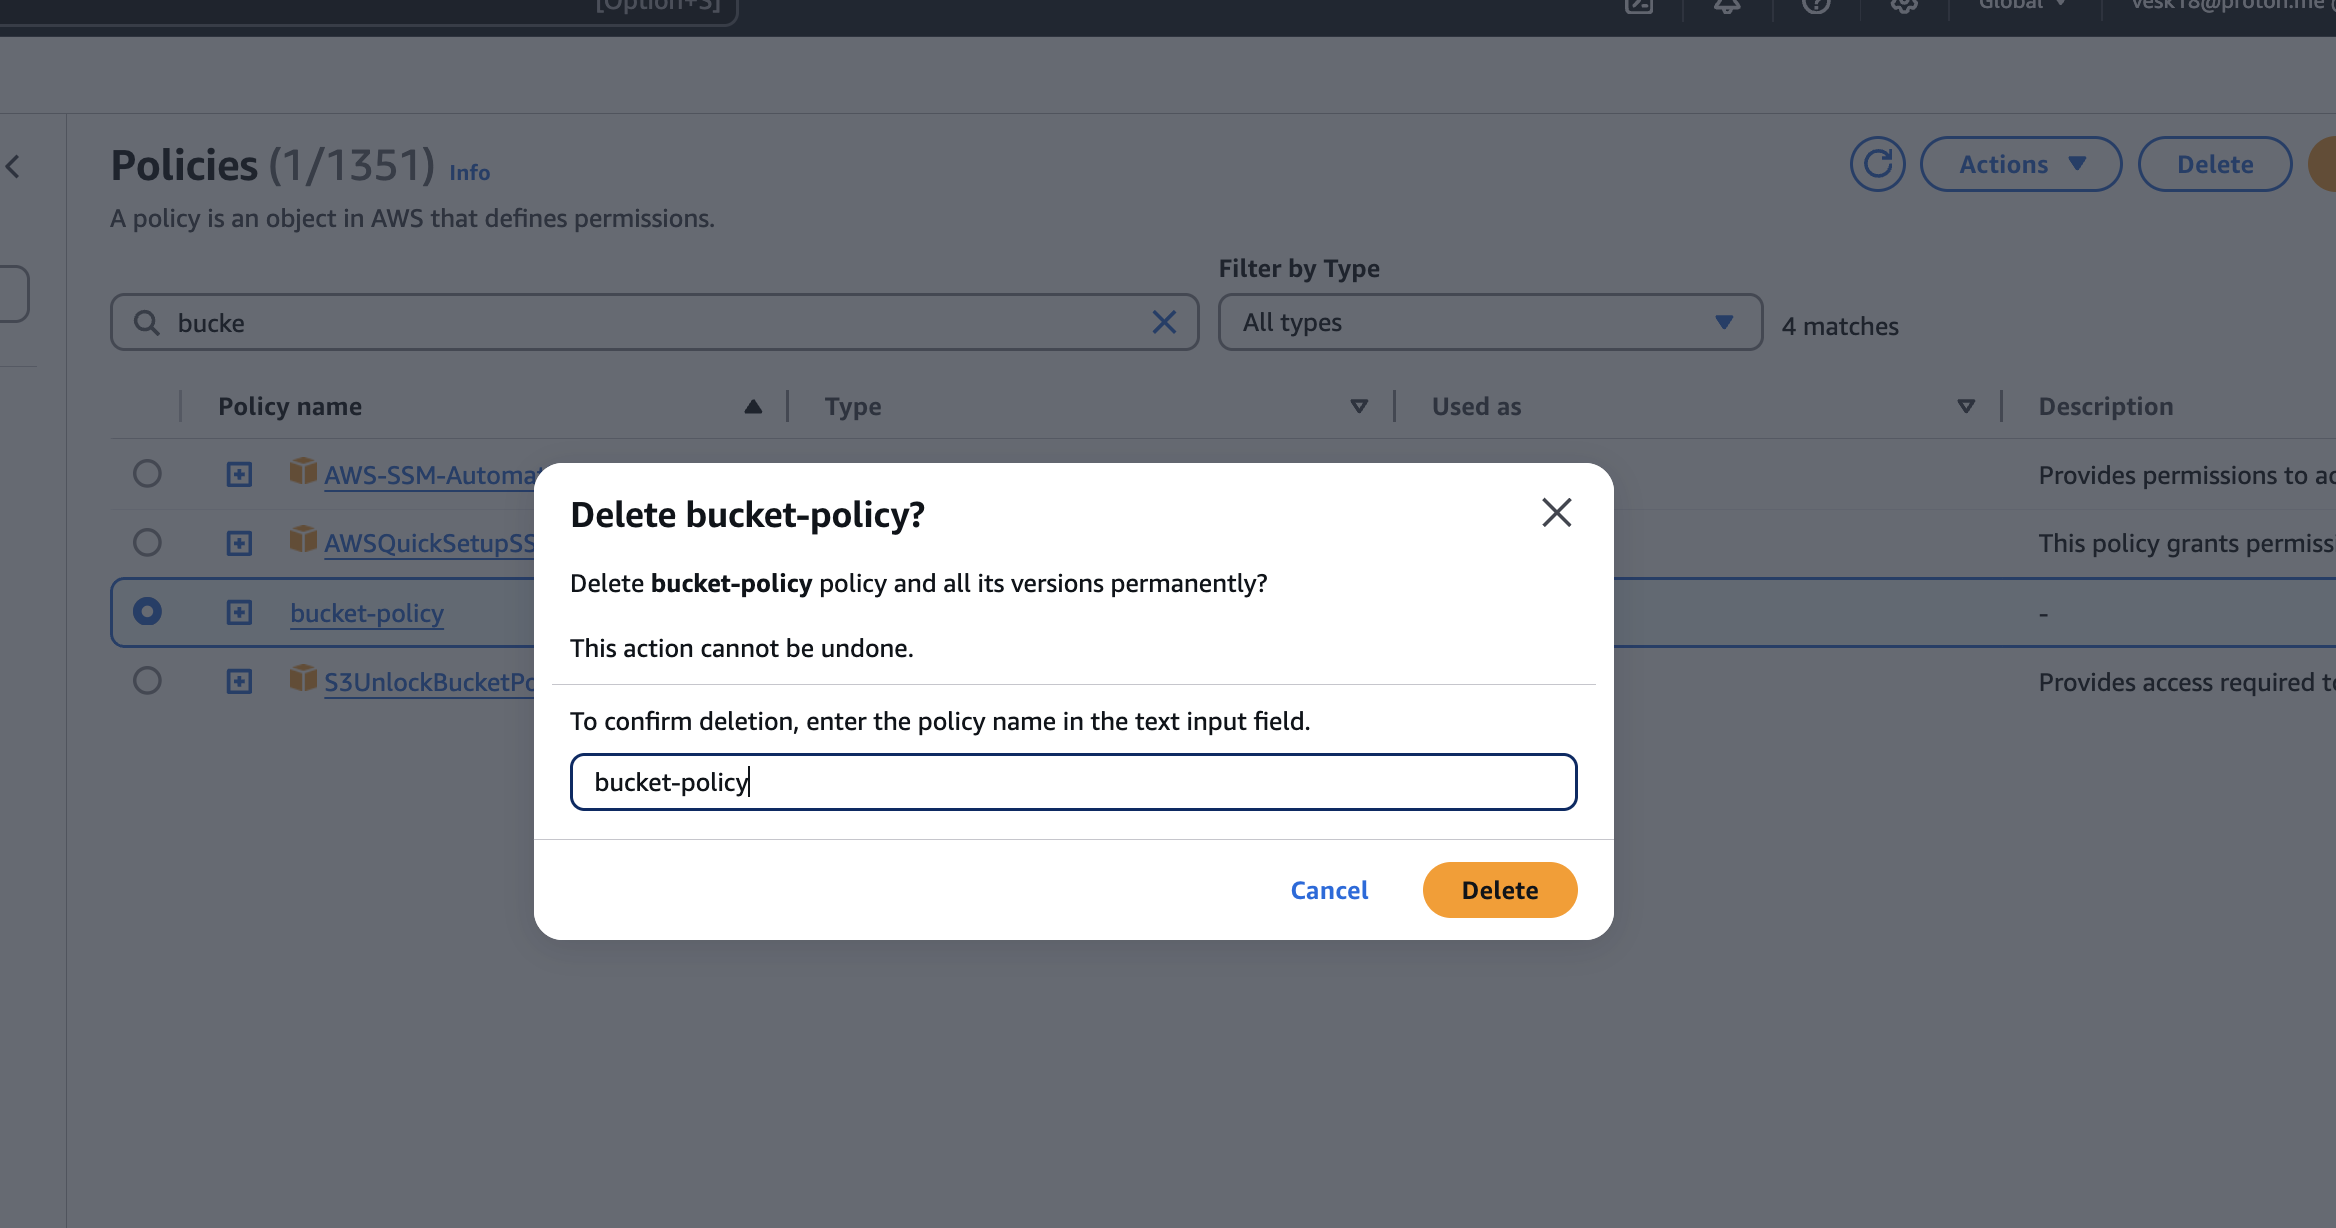 [Option+S]
Global
vesk18@proton.me
Policies (1/1351) Info
Actions
Delete
A policy is an object in AWS that defines permissions.
Filter by Type
bucke
All types
4 matches
Policy name
Type
Used as
Description
AWS-SSM-Automat
Provides permissions to ac
AWSQuickSetupSS
This policy grants permiss
bucket-policy
-
S3UnlockBucketPo
Provides access required to
Delete bucket-policy?
Delete bucket-policy policy and all its versions permanently?
This action cannot be undone.
To confirm deletion, enter the policy name in the text input field.
bucket-policy
Cancel
Delete